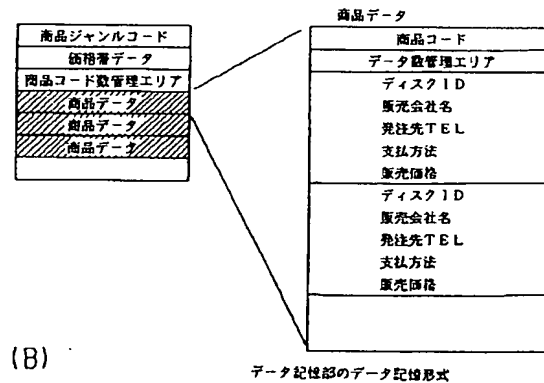 商品ジャンルコード
価格帯データ
商品コード数管理エリア
商品データ
商品データ
商品データ
商品データ
商品コード
データ数管理エリア
ディスクID
販売会社名
発注先TEL
支払方法
販売価格
ディスクID
販売会社名
発注先TEL
支払方法
販売価格
(B)
データ記憶部のデータ記憶形式